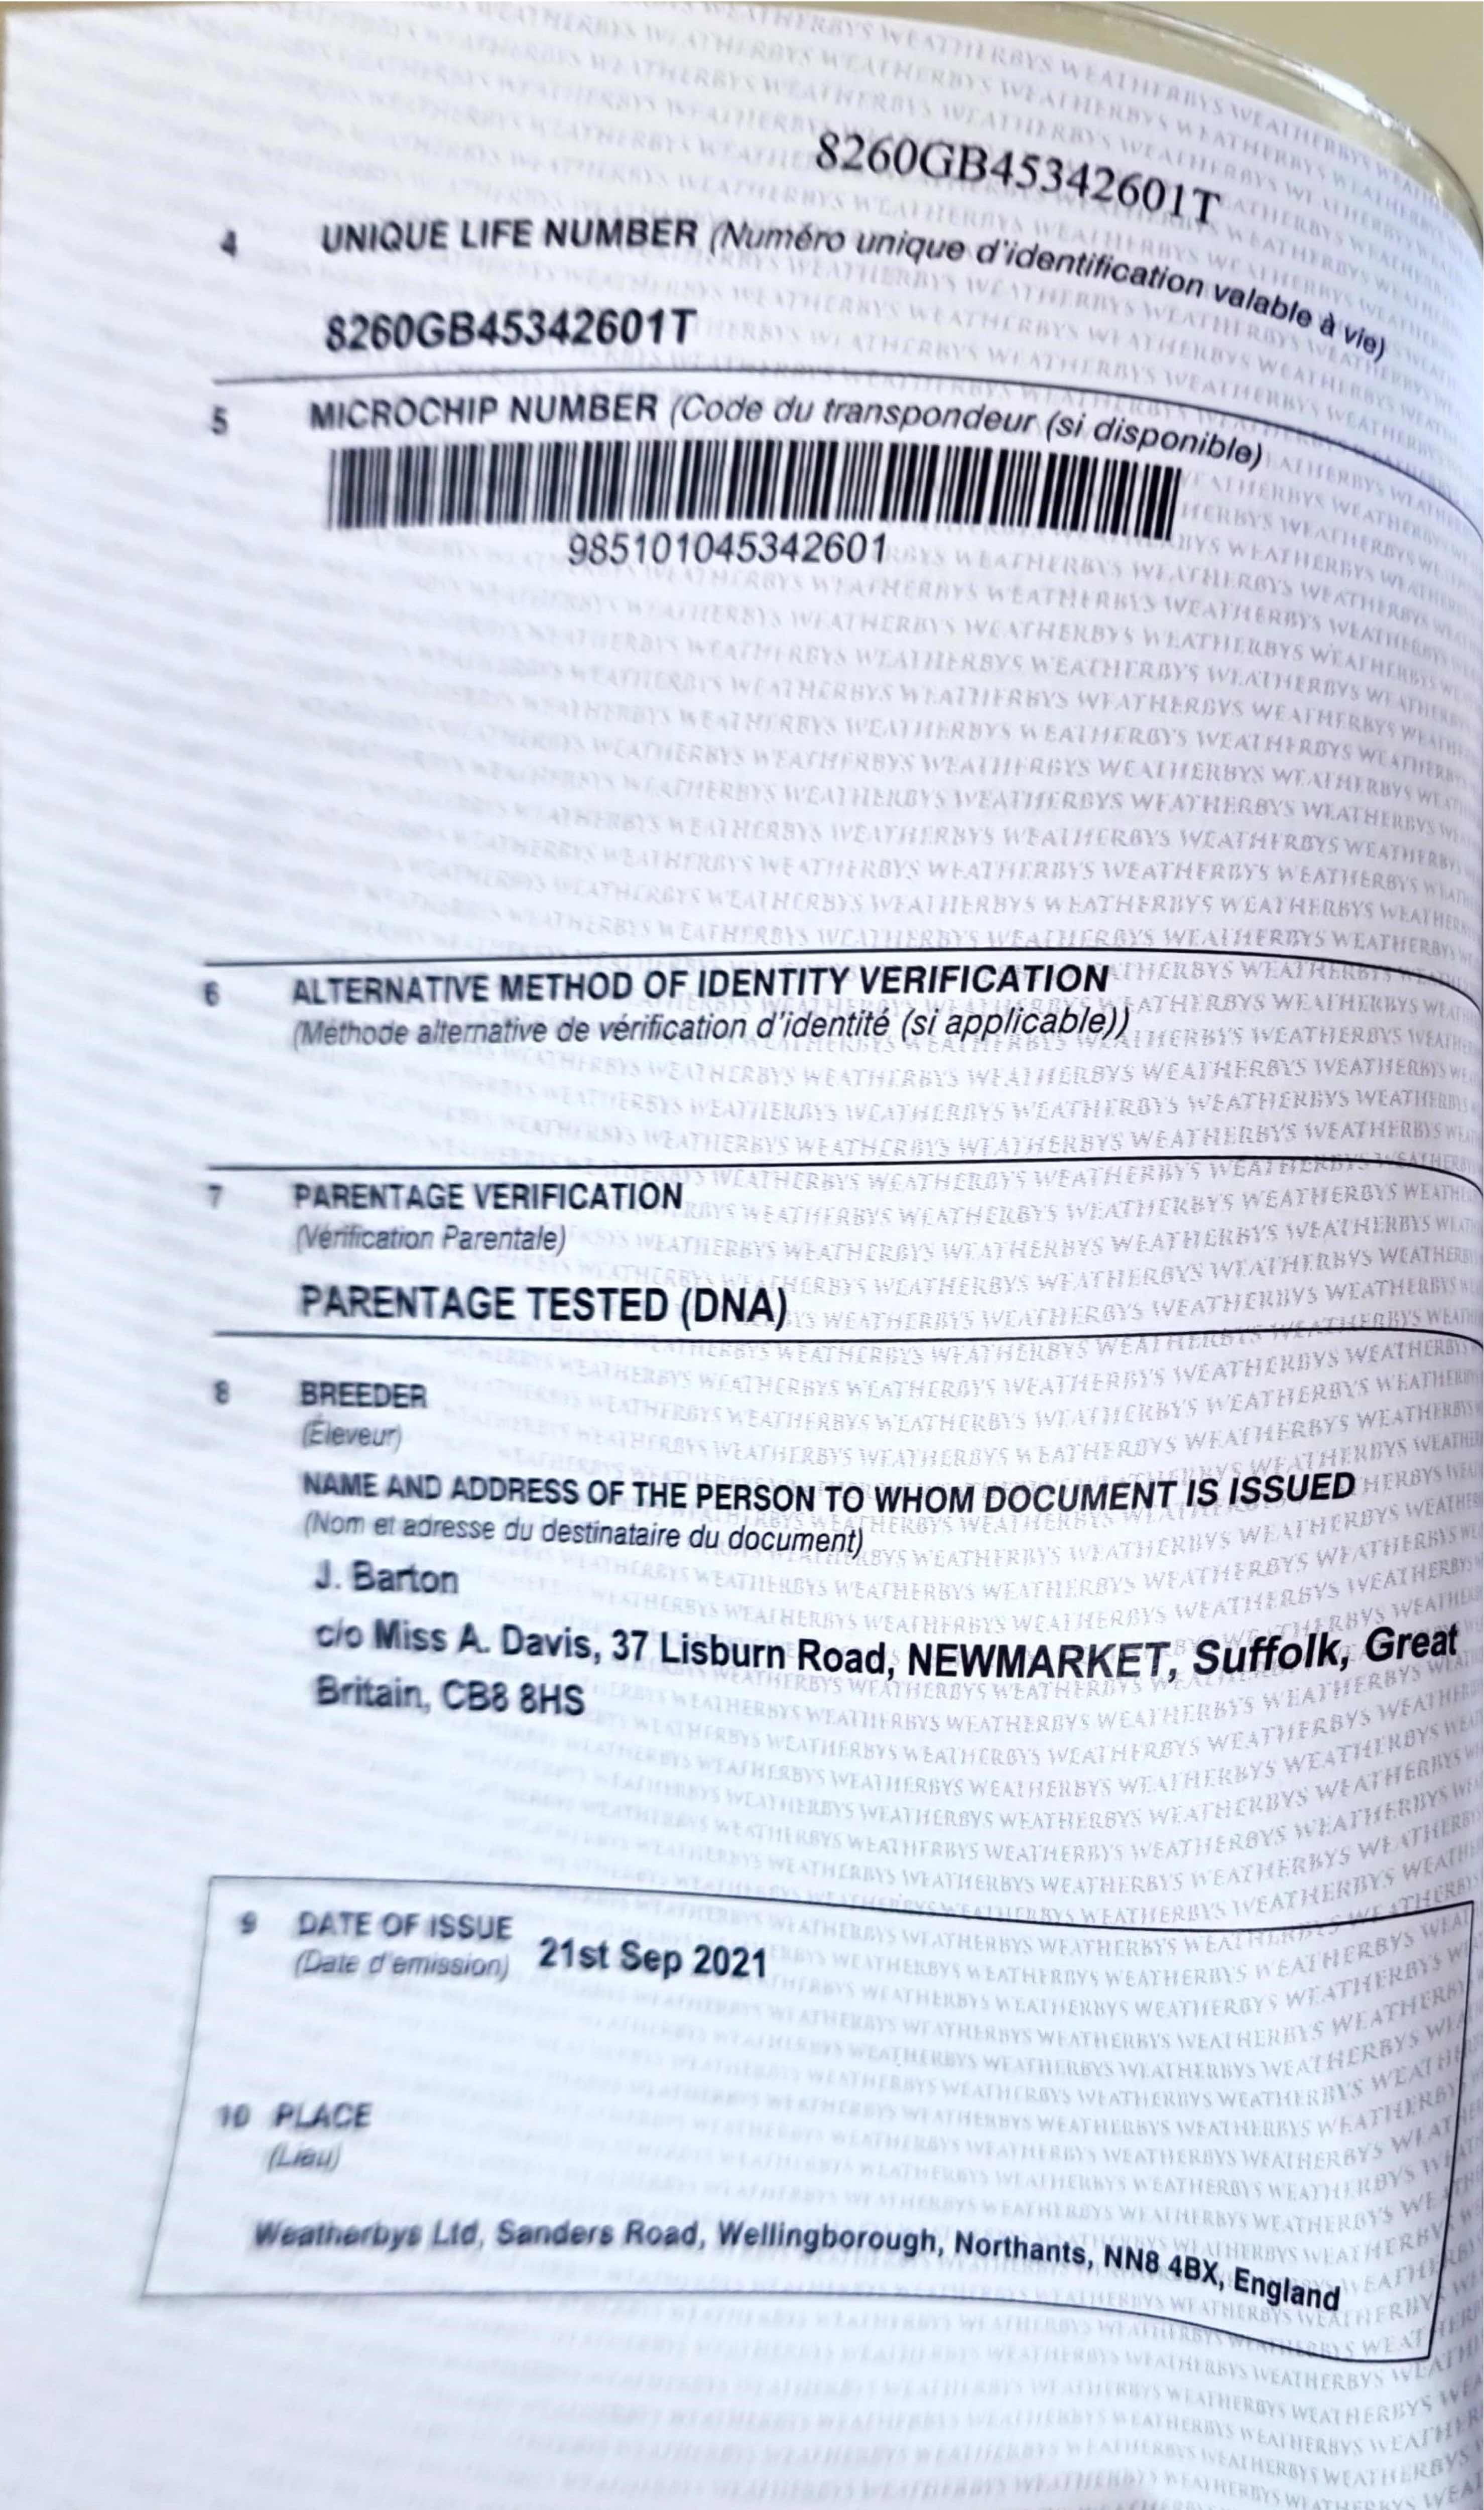 8260GB45342601T
4 UNIQUE LIFE NUMBER (Numéro unique d'identification valable à vie)
8260GB45342601T
5 MICROCHIP NUMBER (Code du transpondeur (si disponible)
985101045342601
6 ALTERNATIVE METHOD OF IDENTITY VERIFICATION
(Méthode alternative de vérification d'identité (si applicable))
7 PARENTAGE VERIFICATION
(Vérification Parentale)
PARENTAGE TESTED (DNA)
8 BREEDER
(Éleveur)
NAME AND ADDRESS OF THE PERSON TO WHOM DOCUMENT IS ISSUED
(Nom et adresse du destinataire du document)
J. Barton
c/o Miss A. Davis, 37 Lisburn Road, NEWMARKET, Suffolk, Great
Britain, CB8 8HS
9 DATE OF ISSUE
(Date d'emission) 21st Sep 2021
10 PLACE
(Lieu)
Weatherbys Ltd, Sanders Road, Wellingborough, Northants, NN8 4BX, England